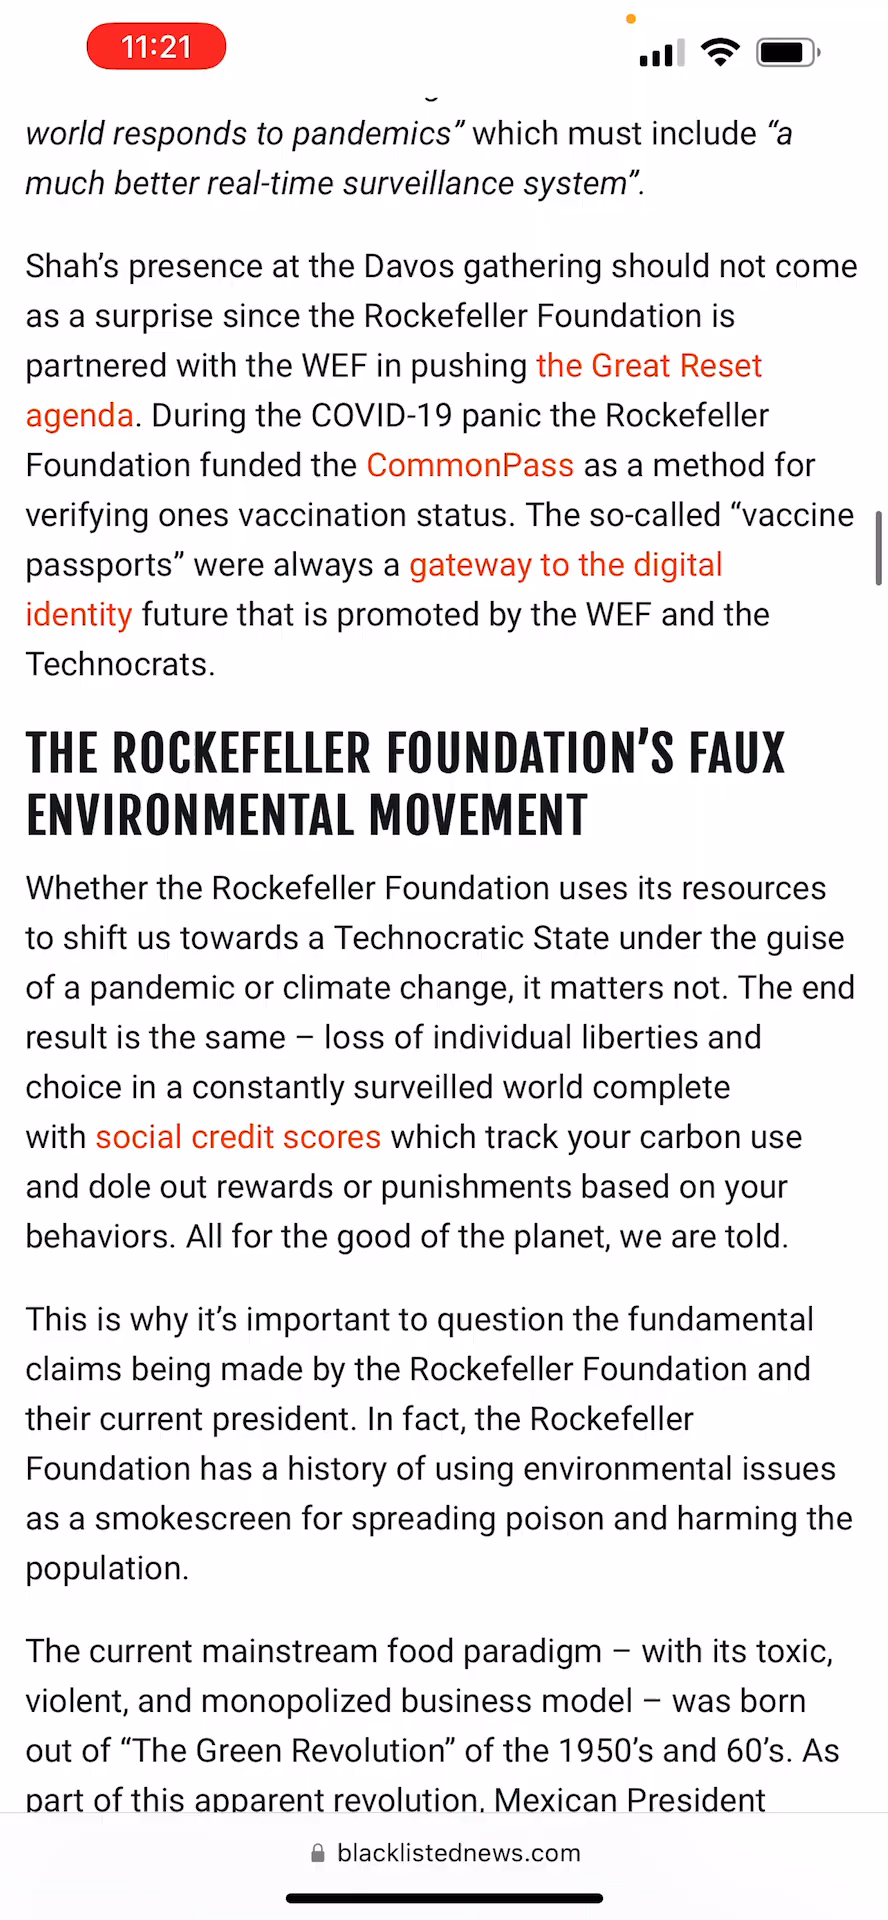 11:21
world responds to pandemics” which must include “a
much better real-time surveillance system”.
Shah’s presence at the Davos gathering should not come
as a surprise since the Rockefeller Foundation is
partnered with the WEF in pushing the Great Reset
agenda. During the COVID-19 panic the Rockefeller
Foundation funded the CommonPass as a method for
verifying ones vaccination status. The so-called “vaccine
passports” were always a gateway to the digital
identity future that is promoted by the WEF and the
Technocrats.
THE ROCKEFELLER FOUNDATION’S FAUX
ENVIRONMENTAL MOVEMENT
Whether the Rockefeller Foundation uses its resources
to shift us towards a Technocratic State under the guise
of a pandemic or climate change, it matters not. The end
result is the same – loss of individual liberties and
choice in a constantly surveilled world complete
with social credit scores which track your carbon use
and dole out rewards or punishments based on your
behaviors. All for the good of the planet, we are told.
This is why it’s important to question the fundamental
claims being made by the Rockefeller Foundation and
their current president. In fact, the Rockefeller
Foundation has a history of using environmental issues
as a smokescreen for spreading poison and harming the
population.
The current mainstream food paradigm – with its toxic,
violent, and monopolized business model – was born
out of “The Green Revolution” of the 1950’s and 60’s. As
part of this apparent revolution, Mexican President
blacklistednews.com